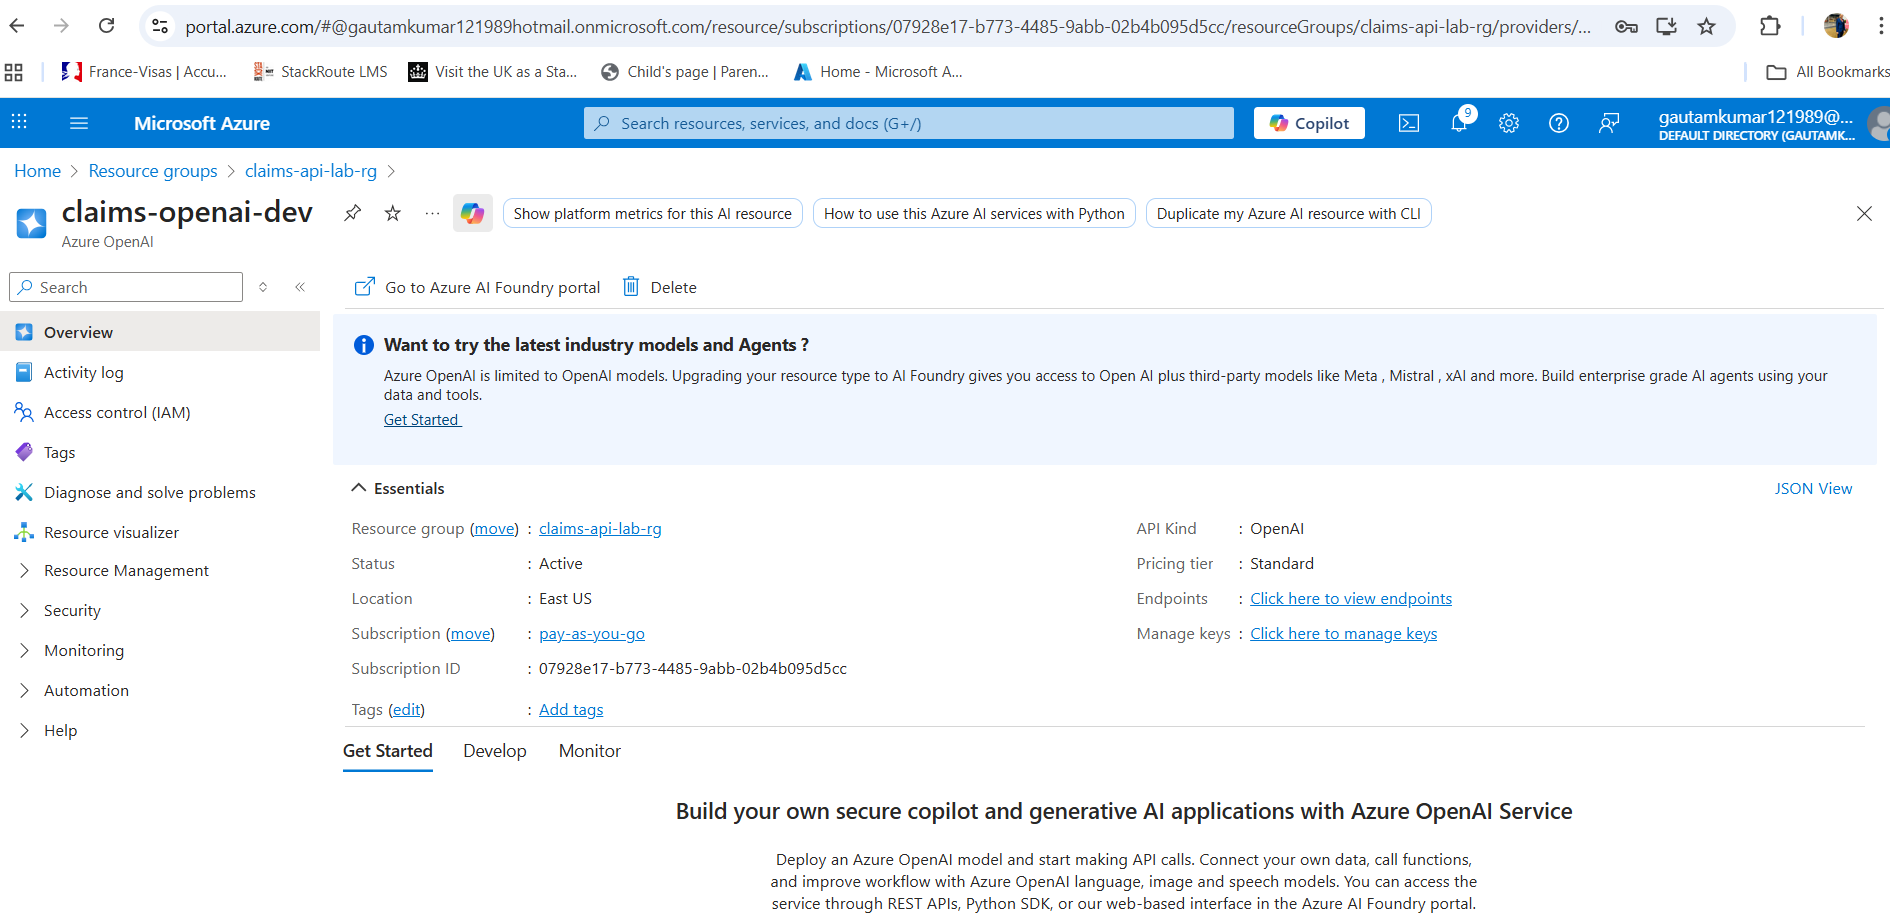 portal.azure.com/#@gautamkumar121989hotmail.onmicrosoft.com/resource/subscriptions/07928e17-b773-4485-9abb-02b4b095d5cc/resourceGroups/claims-api-lab-rg/providers/...
France-Visas | Accu... StackRoute LMS Visit the UK as a Sta... Child's page | Paren... Home - Microsoft A... All Bookmarks
Microsoft Azure Search resources, services, and docs (G+/) Copilot 9 gautamkumar121989@...
DEFAULT DIRECTORY (GAUTAMK...
Home > Resource groups > claims-api-lab-rg >
claims-openai-dev ... Show platform metrics for this AI resource How to use this Azure AI services with Python Duplicate my Azure AI resource with CLI
Azure OpenAI
Search Go to Azure AI Foundry portal Delete
Overview
Activity log
Access control (IAM)
Tags
Diagnose and solve problems
Resource visualizer
Resource Management
Security
Monitoring
Automation
Help
Want to try the latest industry models and Agents ?
Azure OpenAI is limited to OpenAI models. Upgrading your resource type to AI Foundry gives you access to Open AI plus third-party models like Meta , Mistral , xAI and more. Build enterprise grade AI agents using your
data and tools.
Get Started
Essentials JSON View
Resource group (move) : claims-api-lab-rg
Status : Active
Location : East US
Subscription (move) : pay-as-you-go
Subscription ID : 07928e17-b773-4485-9abb-02b4b095d5cc
Tags (edit) : Add tags
API Kind : OpenAI
Pricing tier : Standard
Endpoints : Click here to view endpoints
Manage keys : Click here to manage keys
Get Started Develop Monitor
Build your own secure copilot and generative AI applications with Azure OpenAI Service
Deploy an Azure OpenAI model and start making API calls. Connect your own data, call functions,
and improve workflow with Azure OpenAI language, image and speech models. You can access the
service through REST APIs, Python SDK, or our web-based interface in the Azure AI Foundry portal.